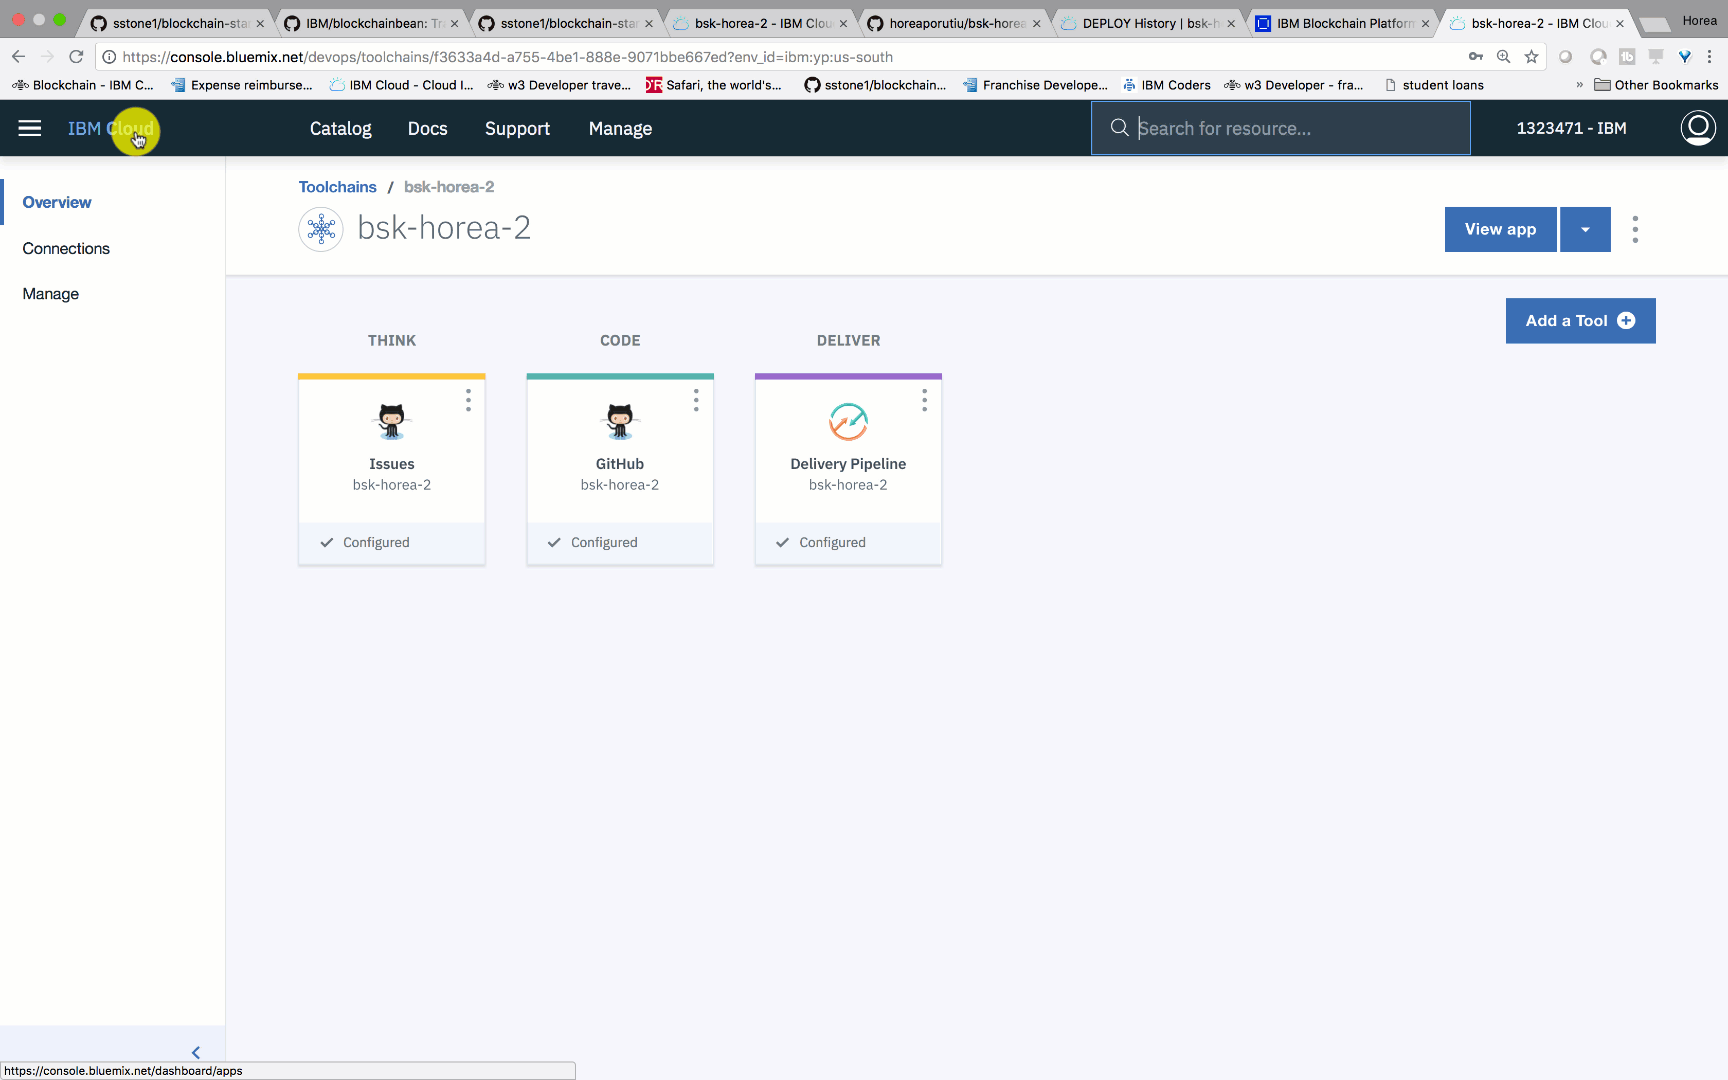 sstone1/blockchain-star
IBM/blockchainbean: Tra
sstone1/blockchain-star
bsk-horea-2 - IBM Clou
horeaporutiu/bsk-horea
DEPLOY History | bsk-h
IBM Blockchain Platform
bsk-horea-2 - IBM Clou
Horea
https://console.bluemix.net/devops/toolchains/f3633a4d-a755-4be1-888e-9071bbe667ed?env_id=ibm:yp:us-south
Blockchain - IBM C...
Expense reimburse...
IBM Cloud - Cloud I...
w3 Developer trave...
Safari, the world's...
sstone1/blockchain...
Franchise Develope...
IBM Coders
w3 Developer - fra...
student loans
»
Other Bookmarks
IBM Cloud
Catalog
Docs
Support
Manage
Search for resource...
1323471 - IBM
Overview
Connections
Manage
Toolchains / bsk-horea-2
bsk-horea-2
View app
Add a Tool
THINK
CODE
DELIVER
Issues
bsk-horea-2
Configured
GitHub
bsk-horea-2
Configured
Delivery Pipeline
bsk-horea-2
Configured
https://console.bluemix.net/dashboard/apps